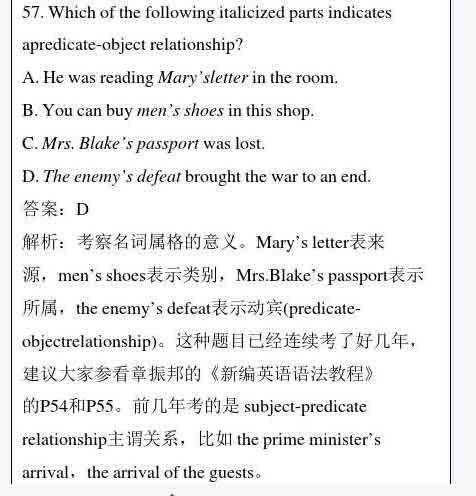 57. Which of the following italicized parts indicates
apredicate-object relationship?
A. He was reading Mary'sletter in the room.
B. You can buy men's shoes in this shop.
C. Mrs. Blake's passport was lost.
D. The enemy's defeat brought the war to an end.
答案：D
解析：考察名词属格的意义。Mary's letter表来
源，men's shoes表示类别，Mrs.Blake's passport表示
所属，the enemy's defeat表示动宾(predicate-
objectrelationship)。这种题目已经连续考了好几年，
建议大家参看章振邦的《新编英语语法教程》
的P54和P55。前几年考的是 subject-predicate
relationship主谓关系，比如 the prime minister's
arrival，the arrival of the guests。